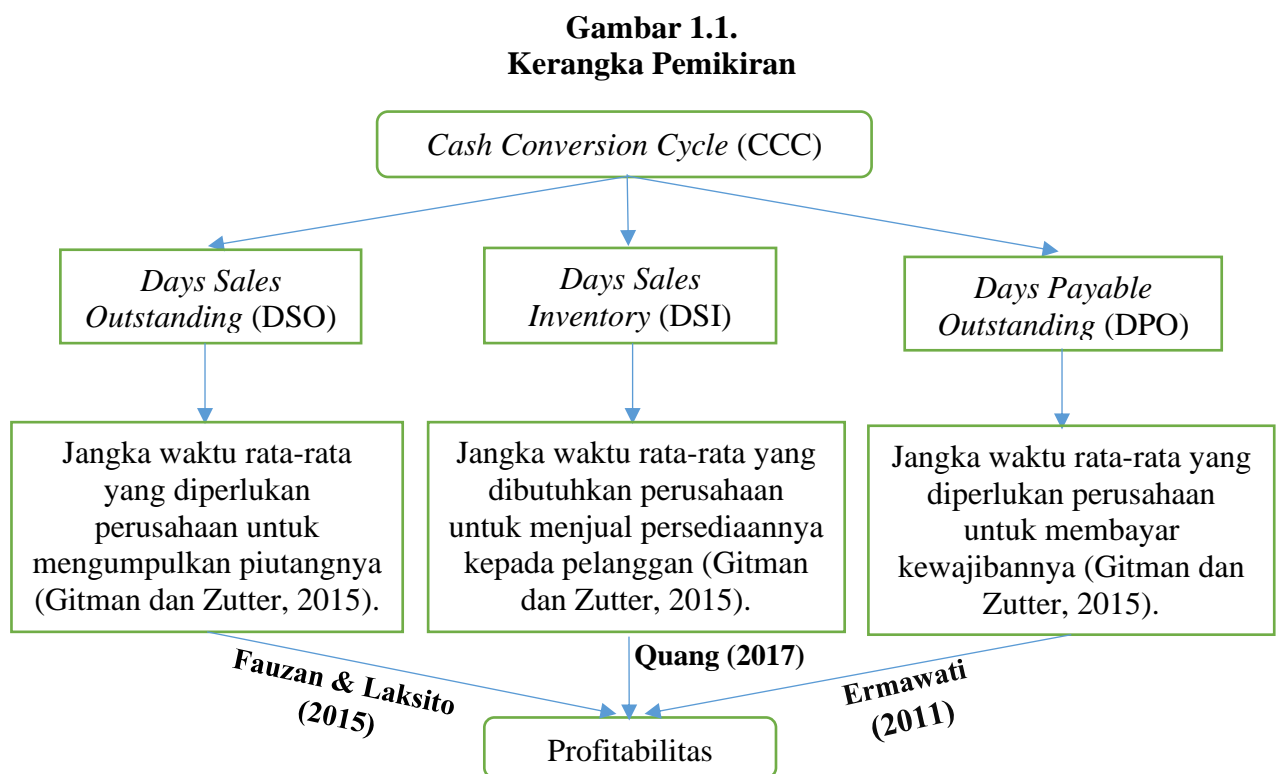 Gambar 1.1.
Kerangka Pemikiran
Cash Conversion Cycle (CCC)
Days Sales
Outstanding (DSO)
Days Sales
Inventory (DSI)
Days Payable
Outstanding (DPO)
Jangka waktu rata-rata
yang diperlukan
perusahaan untuk
mengumpulkan piutangnya
(Gitman dan Zutter, 2015).
Jangka waktu rata-rata yang
dibutuhkan perusahaan
untuk menjual persediaannya
kepada pelanggan (Gitman
dan Zutter, 2015).
Jangka waktu rata-rata yang
diperlukan perusahaan
untuk membayar
kewajibannya (Gitman dan
Zutter, 2015).
Fauzan & Laksito
(2015)
Quang (2017)
Ermawati
(2011)
Profitabilitas